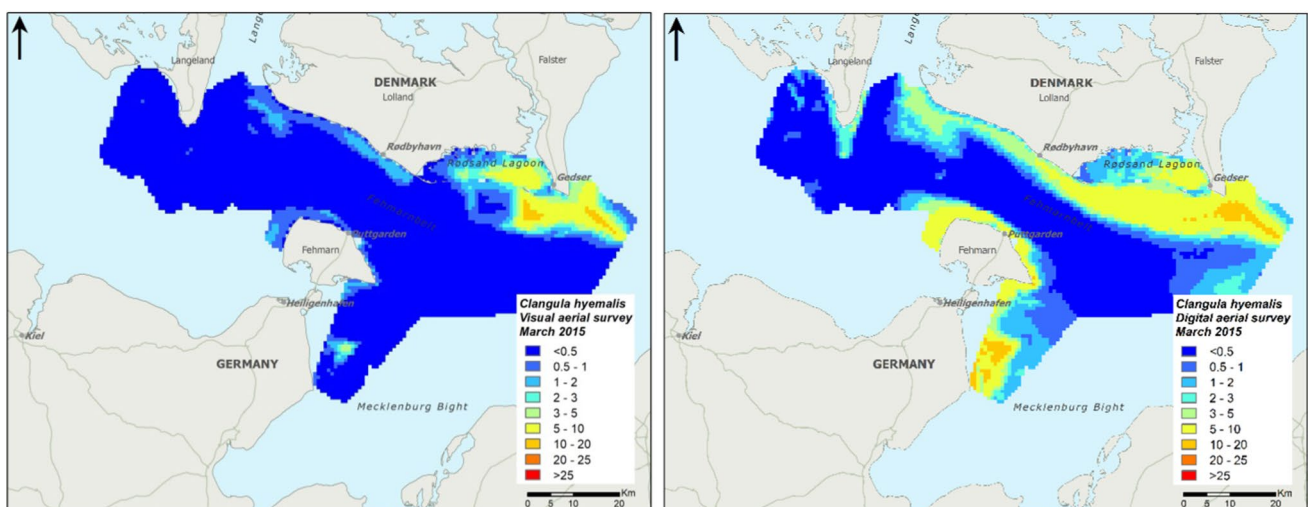 Lange
Langeland
Falster
DENMARK
Lolland
Rødbyhavn
Rødsand Lagoon
Gedser
Fehmarnbelt
Puttgarden
Fehmarn
Heiligenhafen
Kiel
GERMANY
Mecklenburg Bight
Clangula hyemalis
Visual aerial survey
March 2015
<0.5
0.5 - 1
1 - 2
2 - 3
3 - 5
5 - 10
10 - 20
20 - 25
>25
Km
0 5 10 20
Lange
Langeland
Falster
DENMARK
Lolland
Rødbyhavn
Rødsand Lagoon
Gedser
Fehmarnbelt
Puttgarden
Fehmarn
Heiligenhafen
Kiel
GERMANY
Mecklenburg Bight
Clangula hyemalis
Digital aerial survey
March 2015
<0.5
0.5 - 1
1 - 2
2 - 3
3 - 5
5 - 10
10 - 20
20 - 25
>25
Km
0 5 10 20